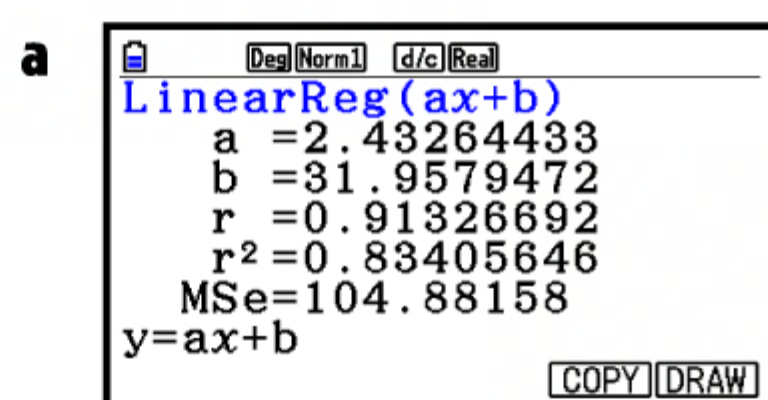 a
Deg Norm1 d/c Real
LinearReg(ax+b)
a =2.43264433
b =31.9579472
r =0.91326692
r²=0.83405646
MSe=104.88158
y=ax+b
COPY DRAW